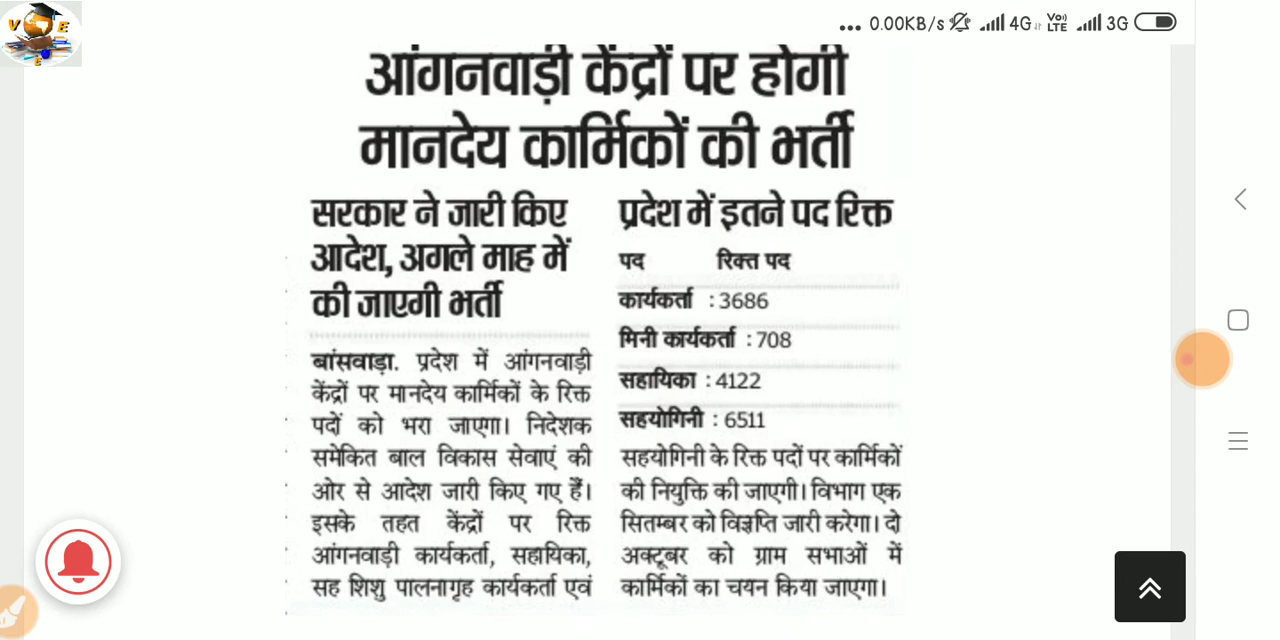 V E
E
... 0.00KB/s 4G VoLTE 3G
आंगनवाड़ी केंद्रों पर होगी
मानदेय कार्मिकों की भर्ती
सरकार ने जारी किए
आदेश, अगले माह में
की जाएगी भर्ती
बांसवाड़ा. प्रदेश में आंगनवाड़ी
केंद्रों पर मानदेय कार्मिकों के रिक्त
पदों को भरा जाएगा। निदेशक
समेकित बाल विकास सेवाएं की
ओर से आदेश जारी किए गए हैं।
इसके तहत केंद्रों पर रिक्त
आंगनवाड़ी कार्यकर्ता, सहायिका,
सह शिशु पालनागृह कार्यकर्ता एवं
प्रदेश में इतने पद रिक्त
पद रिक्त पद
कार्यकर्ता : 3686
मिनी कार्यकर्ता : 708
सहायिका : 4122
सहयोगिनी : 6511
सहयोगिनी के रिक्त पदों पर कार्मिकों
की नियुक्ति की जाएगी। विभाग एक
सितम्बर को विज्ञप्ति जारी करेगा। दो
अक्टूबर को ग्राम सभाओं में
कार्मिकों का चयन किया जाएगा।